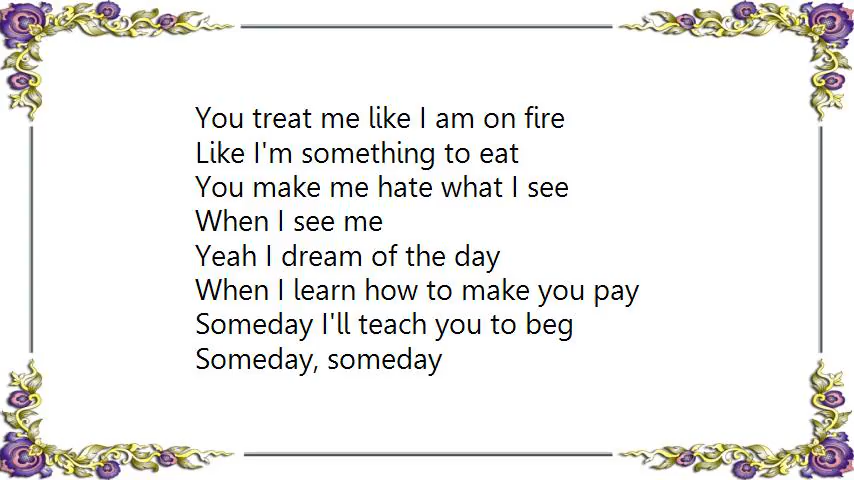 You treat me like I am on fire
Like I'm something to eat
You make me hate what I see
When I see me
Yeah I dream of the day
When I learn how to make you pay
Someday I'll teach you to beg
Someday, someday